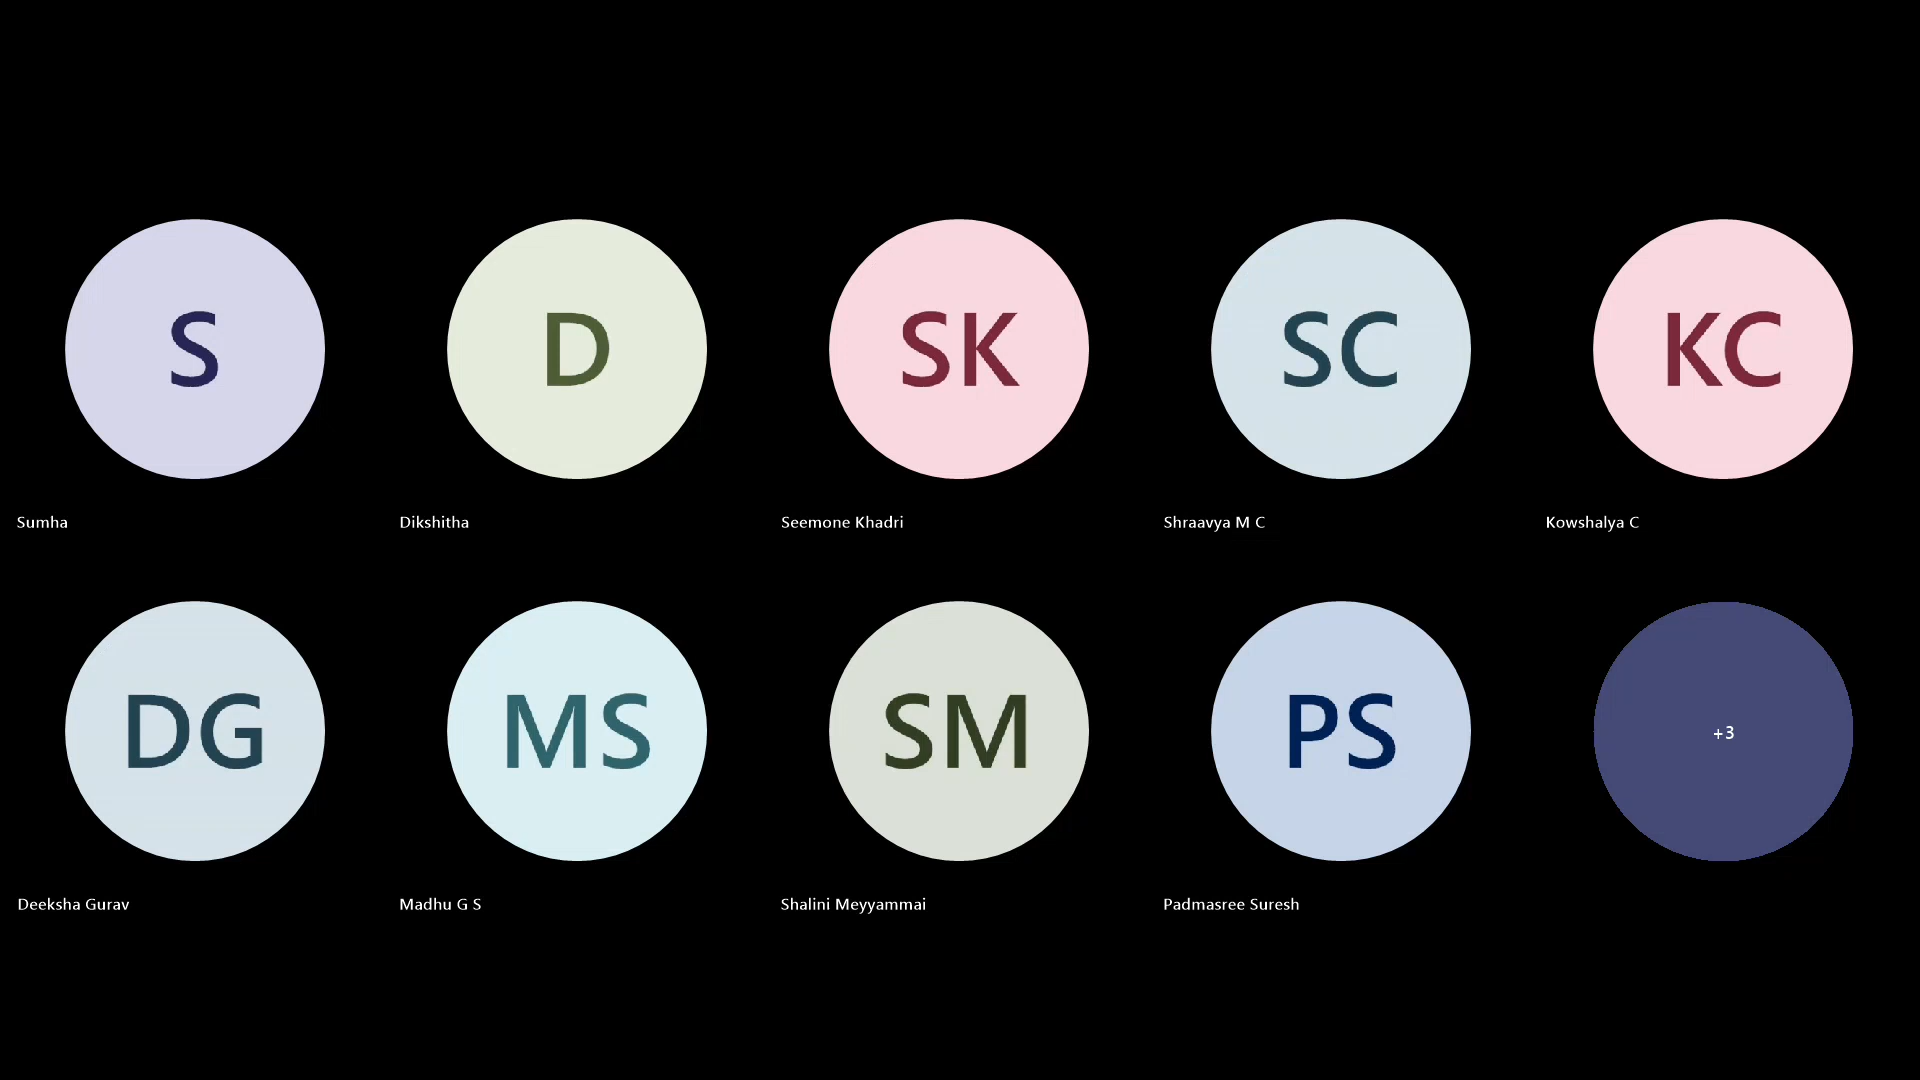 S
D
SK
SC
KC
Sumha
Dikshitha
Seemone Khadri
Shraavya M C
Kowshalya C
DG
MS
SM
PS
+3
Deeksha Gurav
Madhu G S
Shalini Meyyammai
Padmasree Suresh